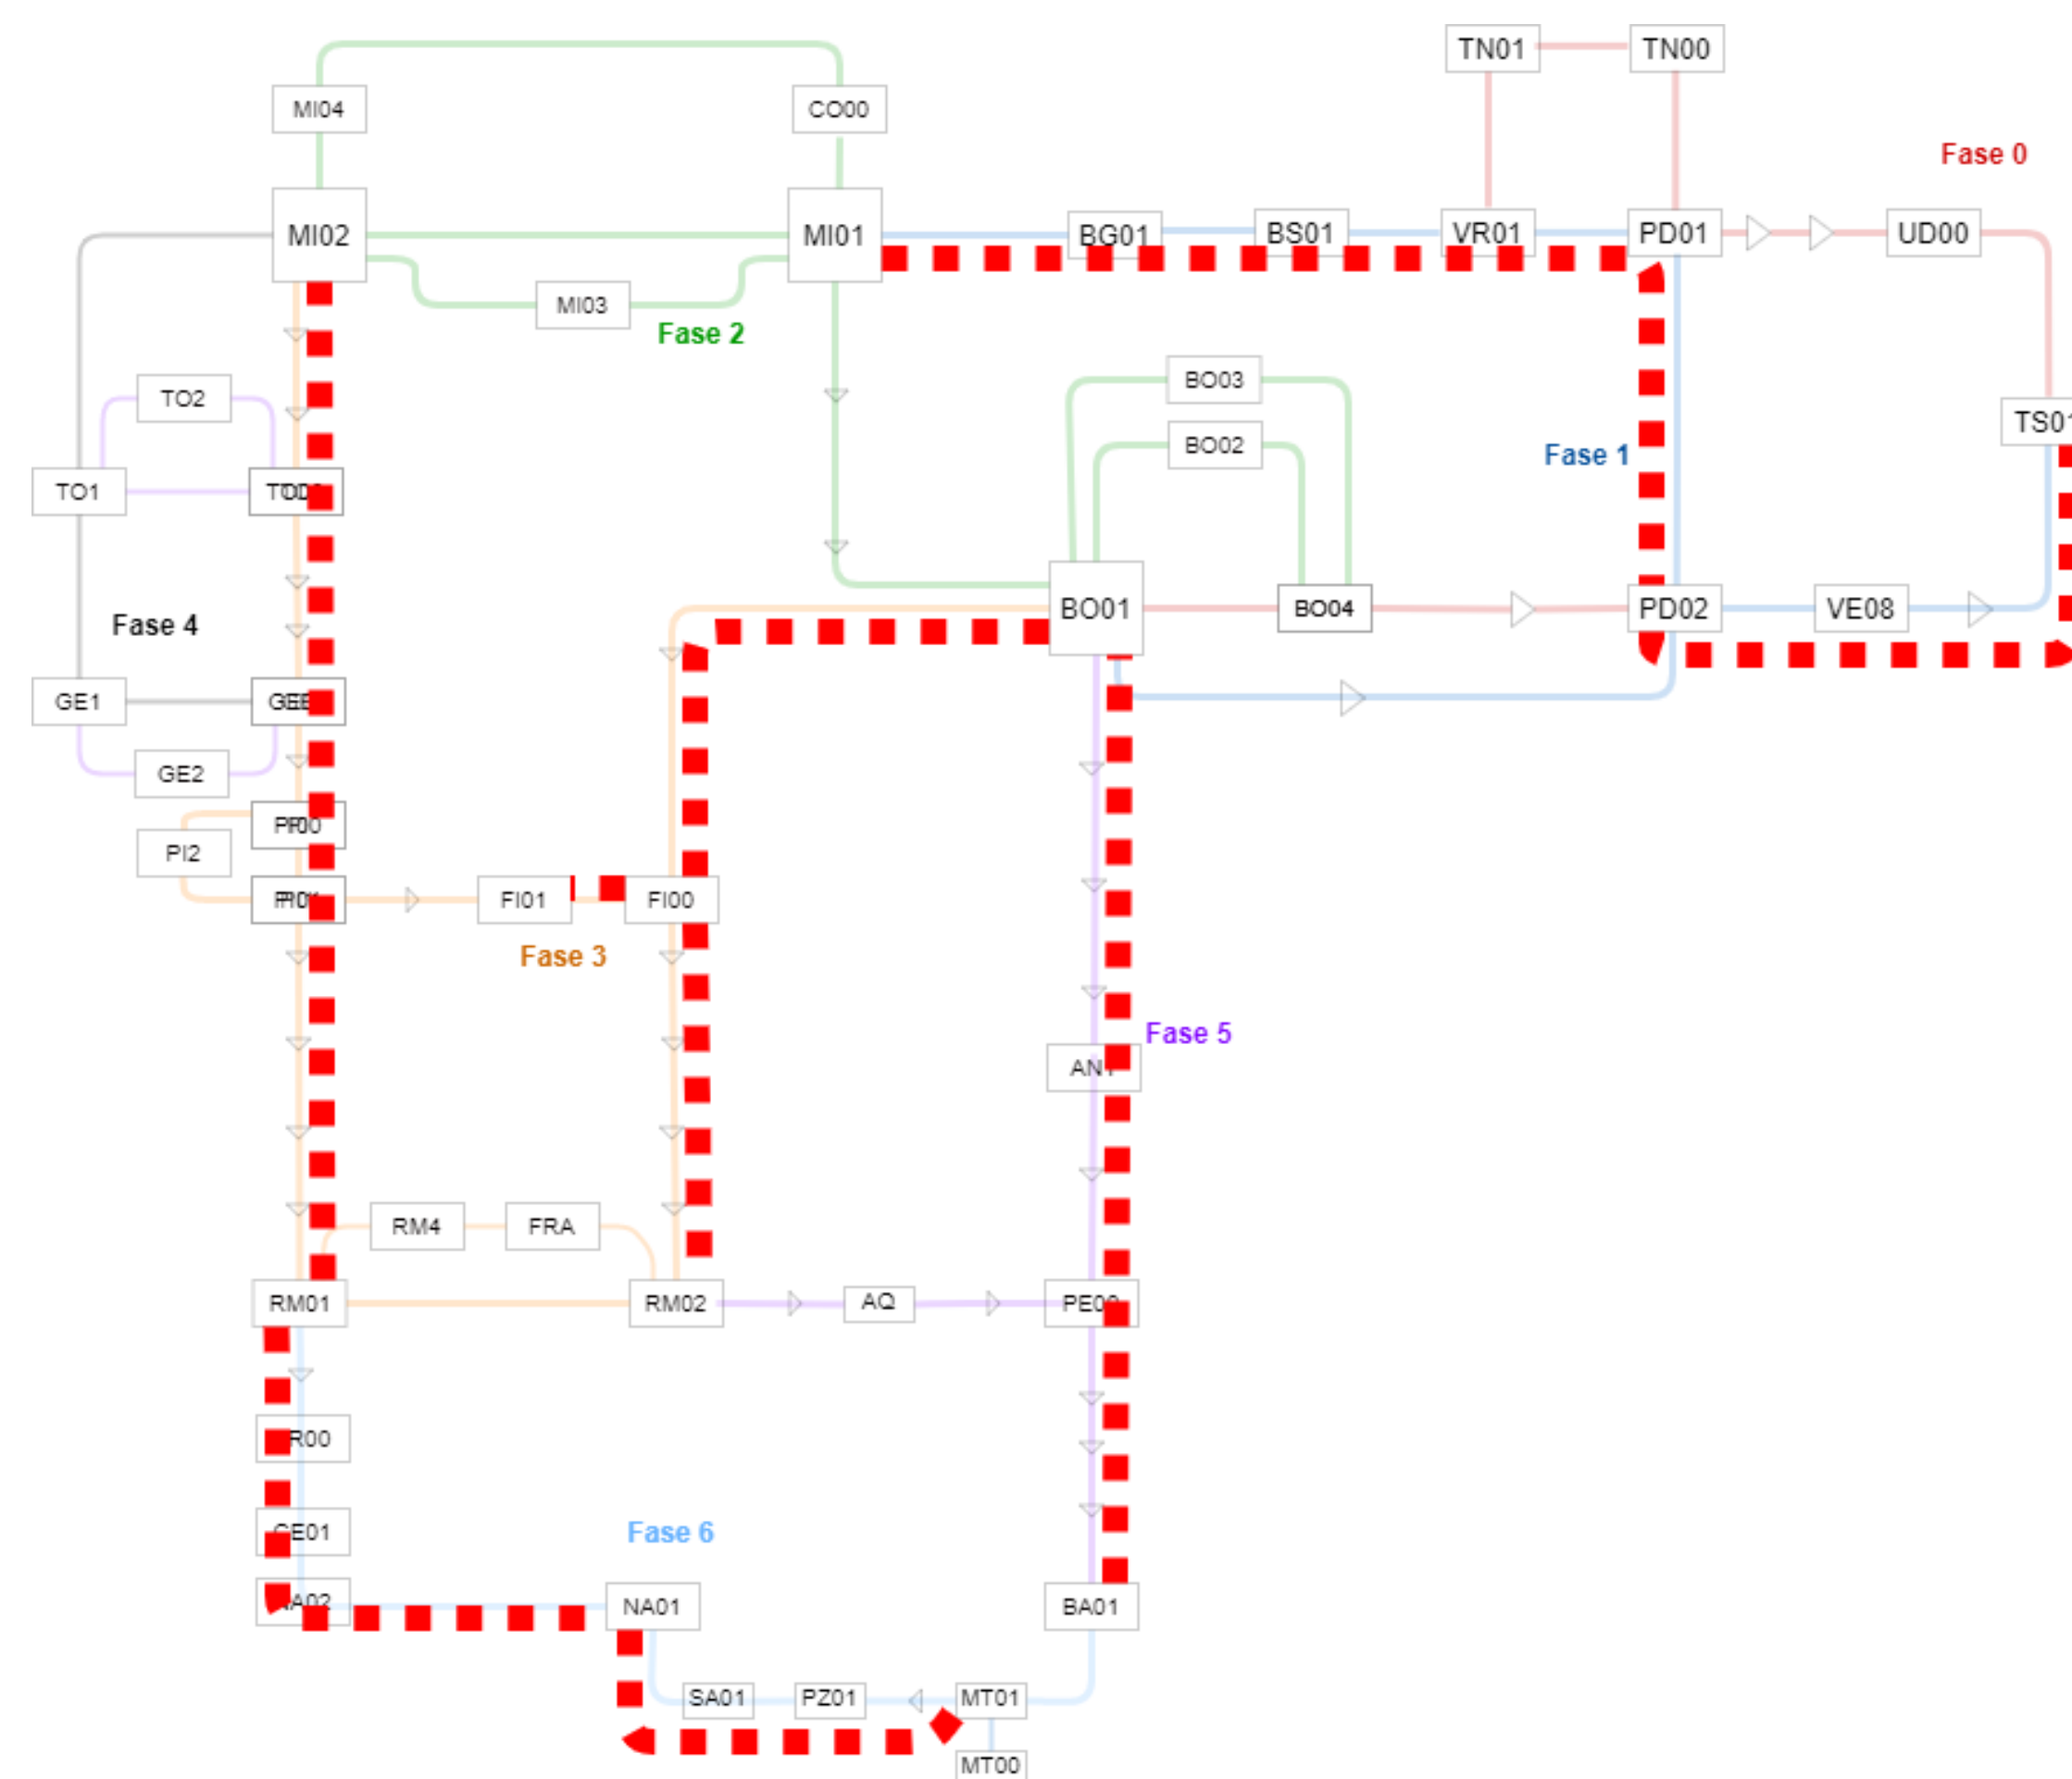 TN01
TN00
MI04
CO00
Fase 0
MI02
MI01
BG01
BS01
VR01
PD01
UD00
MI03
Fase 2
BO03
TO2
TS01
BO02
Fase 1
TO1
BO01
BO04
PD02
VE08
Fase 4
GE1
GE2
PI2
FI01
FI00
Fase 3
Fase 5
RM4
FRA
RM01
RM02
AQ
Fase 6
NA01
BA01
SA01
PZ01
MT01
MT00